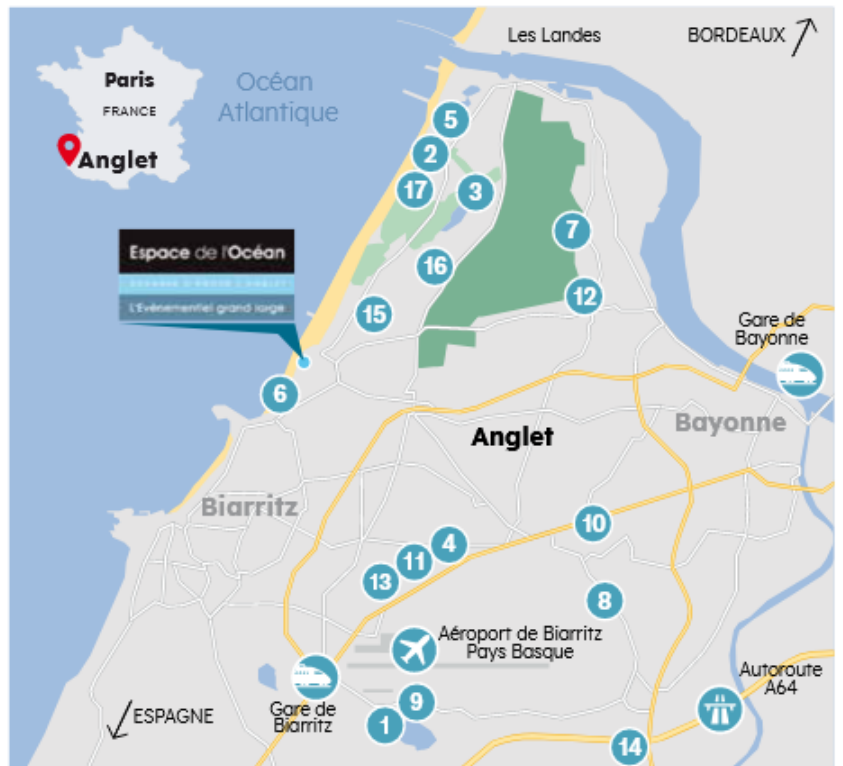 Les Landes
BORDEAUX
Paris
FRANCE
Anglet
Océan
Atlantique
5
2
17
3
7
Espace de l'Océan
L'Evénementiel grand large
16
12
15
Gare de
Bayonne
6
Anglet
Bayonne
Biarritz
10
4
11
13
8
Aéroport de Biarritz
Pays Basque
Autoroute
A64
Gare de
Biarritz
9
1
ESPAGNE
14